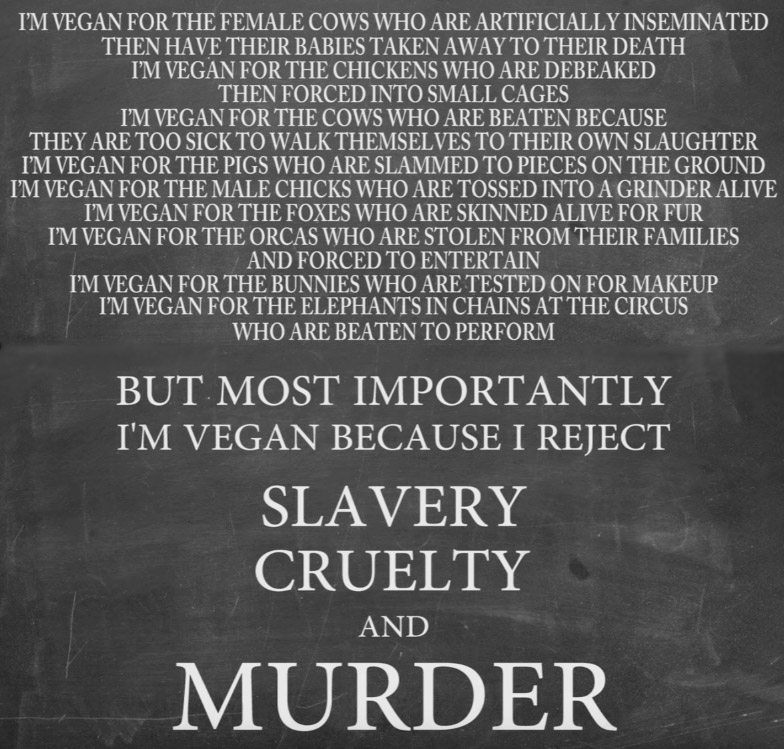 I'M VEGAN FOR THE FEMALE COWS WHO ARE ARTIFICIALLY INSEMINATED
THEN HAVE THEIR BABIES TAKEN AWAY TO THEIR DEATH
I'M VEGAN FOR THE CHICKENS WHO ARE DEBEAKED
THEN FORCED INTO SMALL CAGES
I'M VEGAN FOR THE COWS WHO ARE BEATEN BECAUSE
THEY ARE TOO SICK TO WALK THEMSELVES TO THEIR OWN SLAUGHTER
I'M VEGAN FOR THE PIGS WHO ARE SLAMMED TO PIECES ON THE GROUND
I'M VEGAN FOR THE MALE CHICKS WHO ARE TOSSED INTO A GRINDER ALIVE
I'M VEGAN FOR THE FOXES WHO ARE SKINNED ALIVE FOR FUR
I'M VEGAN FOR THE ORCAS WHO ARE STOLEN FROM THEIR FAMILIES
AND FORCED TO ENTERTAIN
I'M VEGAN FOR THE BUNNIES WHO ARE TESTED ON FOR MAKEUP
I'M VEGAN FOR THE ELEPHANTS IN CHAINS AT THE CIRCUS
WHO ARE BEATEN TO PERFORM
BUT MOST IMPORTANTLY
I'M VEGAN BECAUSE I REJECT
SLAVERY
CRUELTY
AND
MURDER